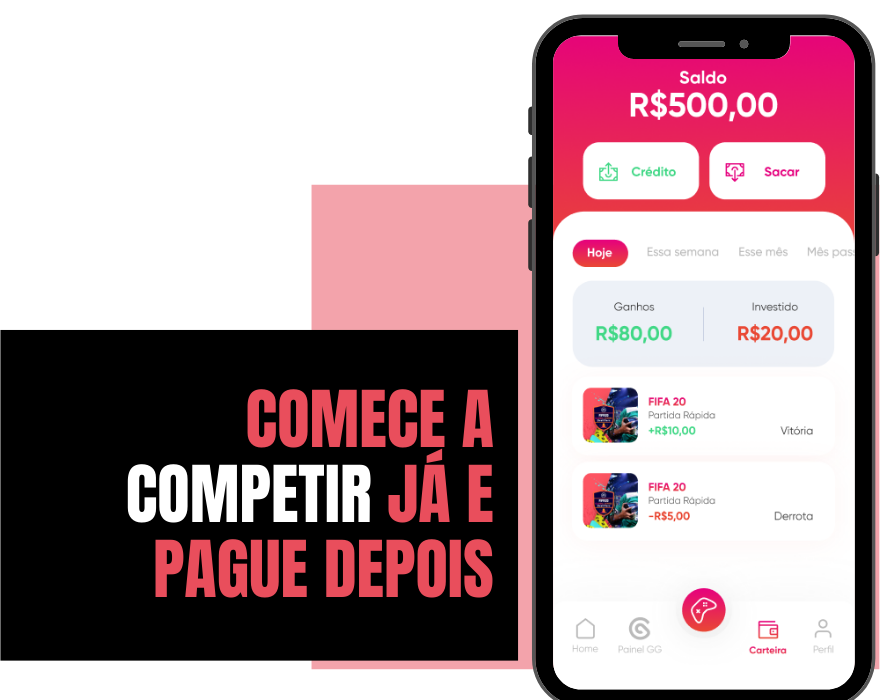 COMECE A
COMPETIR JÁ E
PAGUE DEPOIS
Saldo
R$500,00
Crédito
Sacar
Hoje
Essa semana
Esse mês
Mês pas
Ganhos
Investido
R$80,00
R$20,00
FIFA 20
Partida Rápida
+R$10,00
Vitória
FIFA 20
Partida Rápida
-R$5,00
Derrota
Home
Painel GG
Carteira
Perfil